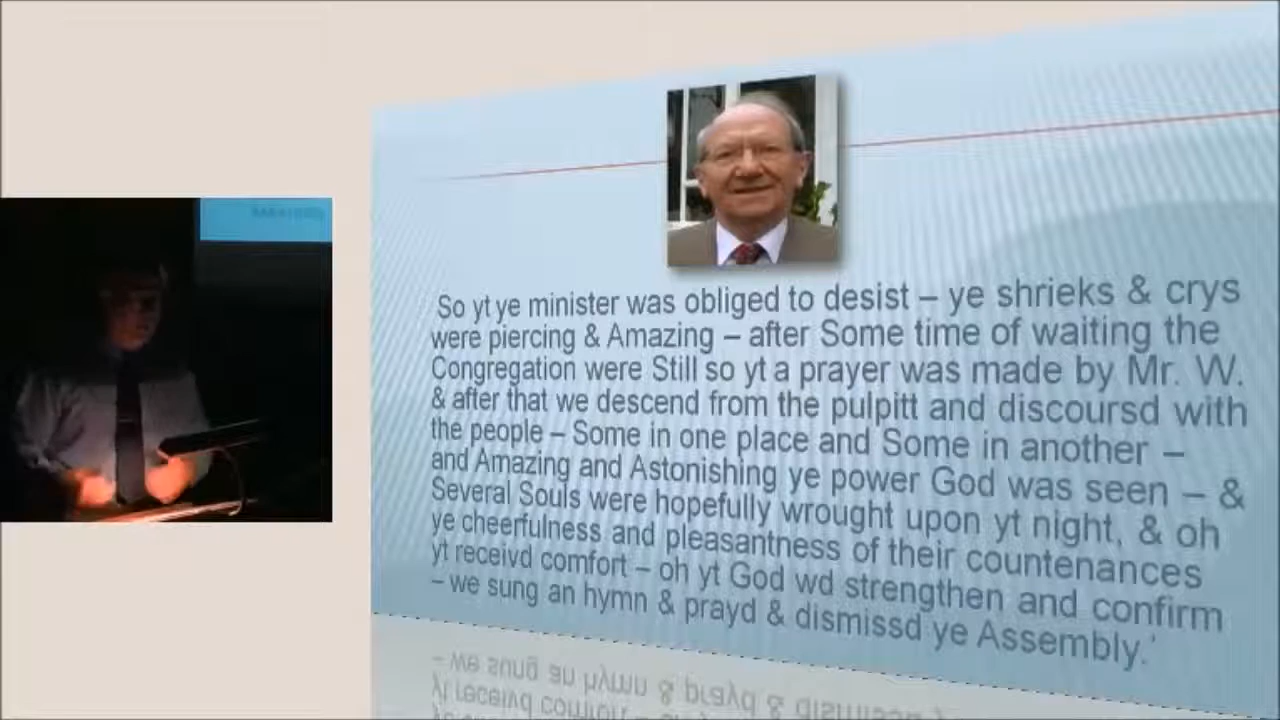 So yt ye minister was obliged to desist – ye shrieks & crys
were piercing & Amazing – after Some time of waiting the
Congregation were Still so yt a prayer was made by Mr. W.
& after that we descend from the pulpitt and discoursd with
the people – Some in one place and Some in another –
and Amazing and Astonishing ye power God was seen – &
Several Souls were hopefully wrought upon yt night, & oh
ye cheerfulness and pleasantness of their countenances
yt receivd comfort – oh yt God wd strengthen and confirm
– we sung an hymn & prayd & dismissd ye Assembly.'